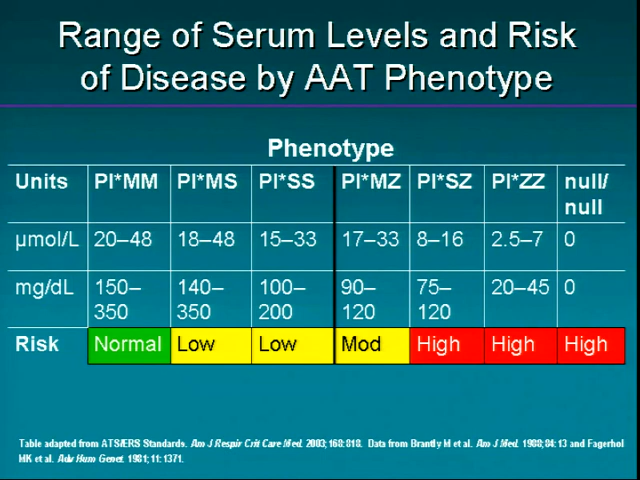 Range of Serum Levels and Risk
of Disease by AAT Phenotype
Phenotype
Units PI*MM PI*MS PI*SS PI*MZ PI*SZ PI*ZZ null/
null
µmol/L 20–48 18–48 15–33 17–33 8–16 2.5–7 0
mg/dL 150– 140– 100– 90– 75– 20–45 0
350 350 200 120 120
Risk Normal Low Low Mod High High High
Table adapted from ATS/ERS Standards. Am J Respir Crit Care Med. 2003;168:818. Data from Brantly M et al. Am J Med. 1988;84:13 and Fagerhol
MK et al. Adv Hum Genet. 1981;11:1371.